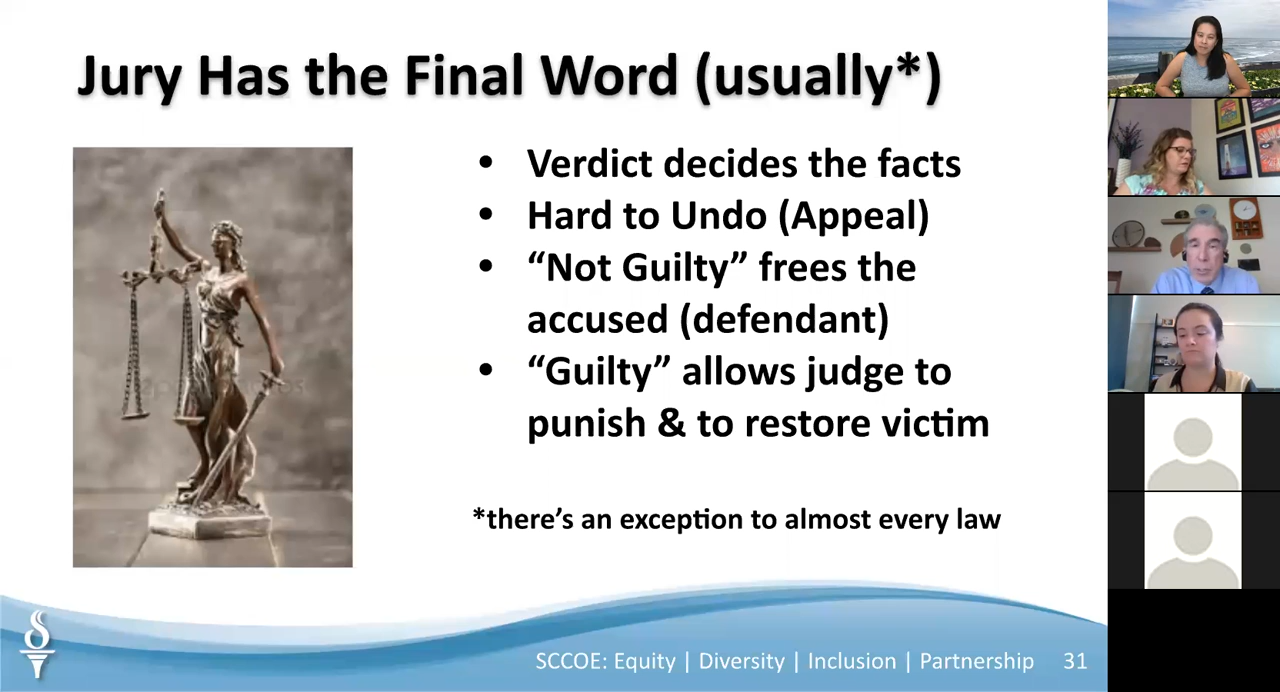 Jury Has the Final Word (usually*)
• Verdict decides the facts
• Hard to Undo (Appeal)
• “Not Guilty” frees the
accused (defendant)
• “Guilty” allows judge to
punish & to restore victim
*there’s an exception to almost every law
SCCOE: Equity | Diversity | Inclusion | Partnership 31